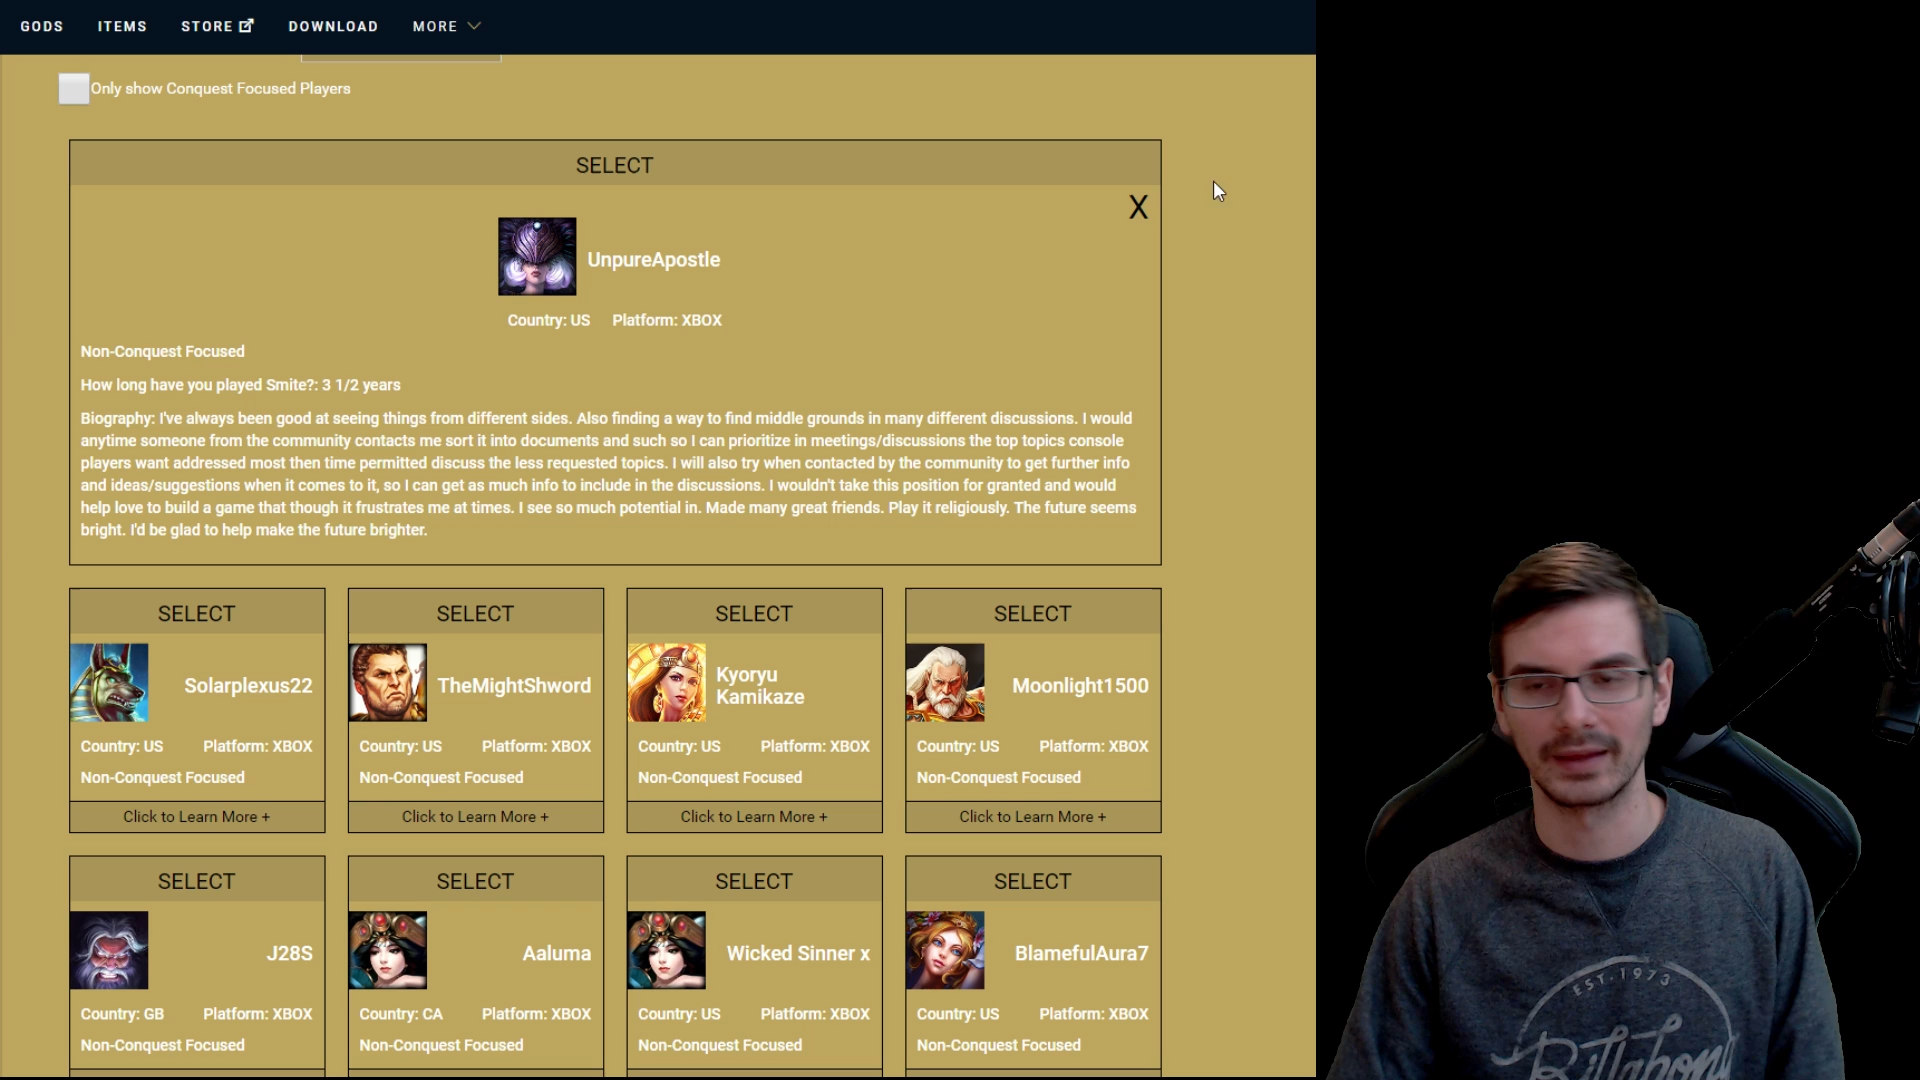 GODS ITEMS STORE DOWNLOAD MORE
Only show Conquest Focused Players
SELECT
X
UnpureApostle
Country: US Platform: XBOX
Non-Conquest Focused
How long have you played Smite?: 3 1/2 years
Biography: I've always been good at seeing things from different sides. Also finding a way to find middle grounds in many different discussions. I would
anytime someone from the community contacts me sort it into documents and such so I can prioritize in meetings/discussions the top topics console
players want addressed most then time permitted discuss the less requested topics. I will also try when contacted by the community to get further info
and ideas/suggestions when it comes to it, so I can get as much info to include in the discussions. I wouldn't take this position for granted and would
help love to build a game that though it frustrates me at times. I see so much potential in. Made many great friends. Play it religiously. The future seems
bright. I'd be glad to help make the future brighter.
SELECT SELECT SELECT SELECT
Solarplexus22 TheMightShword Kyoryu Kamikaze Moonlight1500
Country: US Platform: XBOX Country: US Platform: XBOX Country: US Platform: XBOX Country: US Platform: XBOX
Non-Conquest Focused Non-Conquest Focused Non-Conquest Focused Non-Conquest Focused
Click to Learn More + Click to Learn More + Click to Learn More + Click to Learn More +
SELECT SELECT SELECT SELECT
J28S Aaluma Wicked Sinner x BlamefulAura7
Country: GB Platform: XBOX Country: CA Platform: XBOX Country: US Platform: XBOX Country: US Platform: XBOX
Non-Conquest Focused Non-Conquest Focused Non-Conquest Focused Non-Conquest Focused
EST. 1973
Billabong